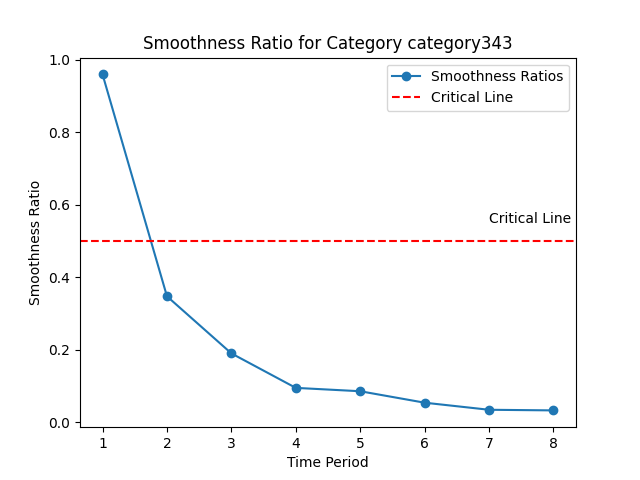 Smoothness Ratio for Category category343
Smoothness Ratios
Critical Line
Critical Line
Smoothness Ratio
1.0
0.8
0.6
0.4
0.2
0.0
1 2 3 4 5 6 7 8
Time Period